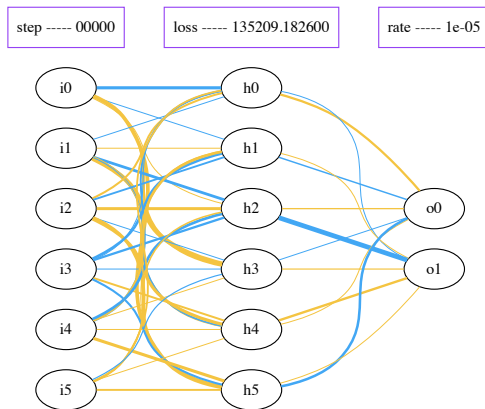 step ----- 00000 loss ----- 135209.182600 rate ----- 1e-05
i0 h0
i1 h1
i2 h2 o0
i3 h3 o1
i4 h4
i5 h5